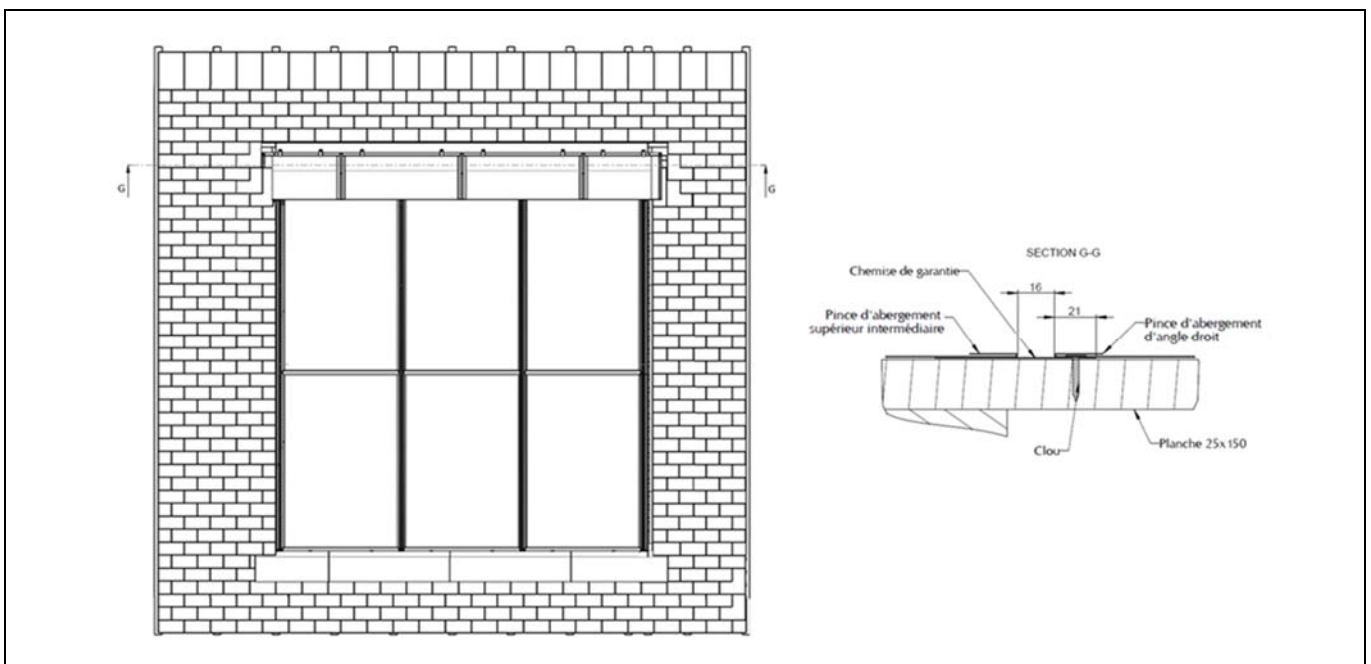 G
G
SECTION G-G
Chemise de garantie
16
21
Pince d'abergement
supérieur intermédiaire
Pince d'abergement
d'angle droit
Clou
Planche 25x150